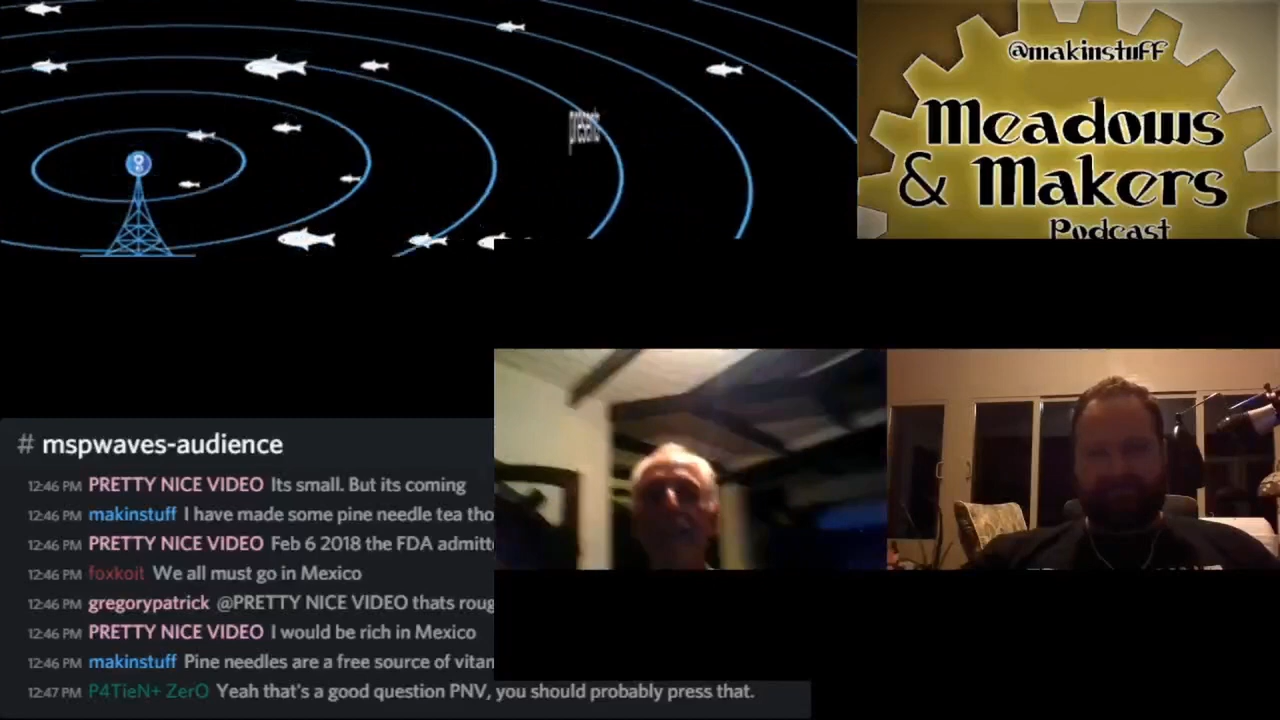 presents
@makinstuff
Meadows
& Makers
Podcast
# mspwaves-audience
12:46 PM PRETTY NICE VIDEO Its small. But its coming
12:46 PM makinstuff I have made some pine needle tea tho
12:46 PM PRETTY NICE VIDEO Feb 6 2018 the FDA admitt
12:46 PM foxkoit We all must go in Mexico
12:46 PM gregorypatrick @PRETTY NICE VIDEO thats roug
12:46 PM PRETTY NICE VIDEO I would be rich in Mexico
12:46 PM makinstuff Pine needles are a free source of vitan
12:47 PM P4TieN+ ZerO Yeah that's a good question PNV, you should probably press that.